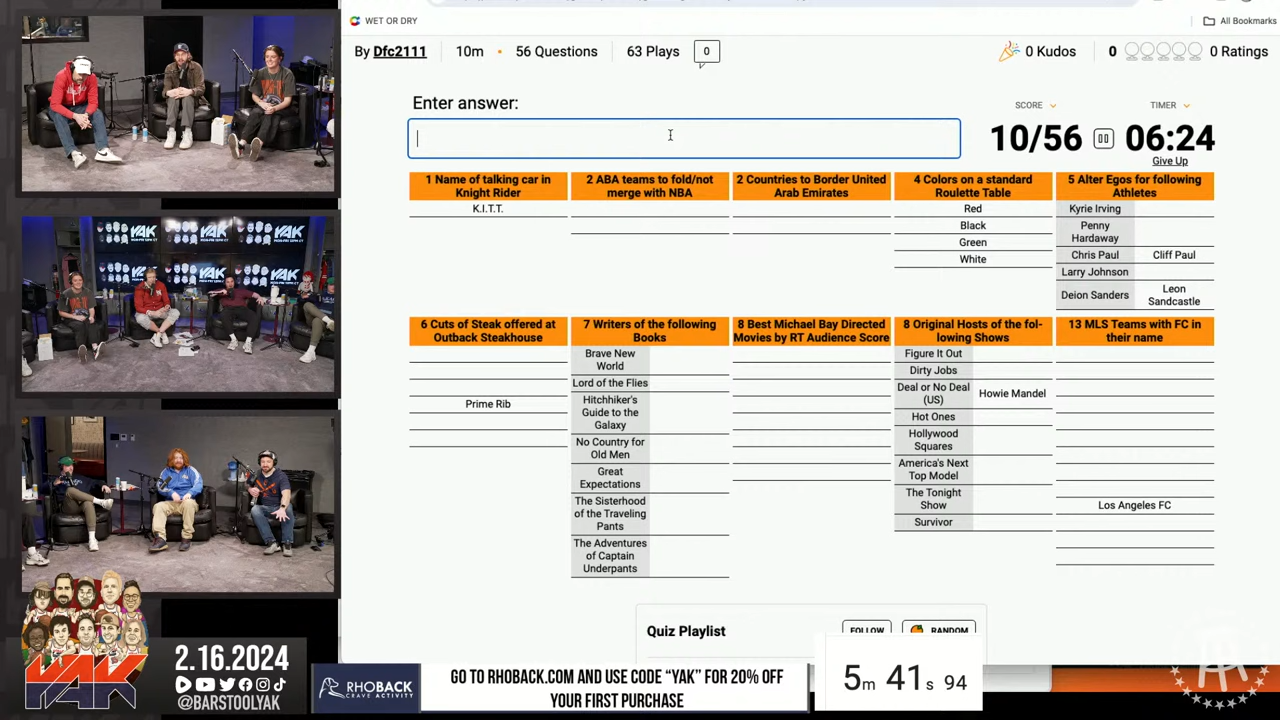 WET OR DRY
All Bookmarks
By Dfc2111
10m • 56 Questions
63 Plays
0
0 Kudos
0
0 Ratings
Enter answer:
SCORE
TIMER
10/56
06:24
Give Up
1 Name of talking car in
Knight Rider
K.I.T.T.
2 ABA teams to fold/not
merge with NBA
2 Countries to Border United
Arab Emirates
4 Colors on a standard
Roulette Table
Red
Black
Green
White
5 Alter Egos for following
Athletes
Kyrie Irving
Penny
Hardaway
Chris Paul
Cliff Paul
Larry Johnson
Deion Sanders
Leon
Sandcastle
6 Cuts of Steak offered at
Outback Steakhouse
Prime Rib
7 Writers of the following
Books
Brave New
World
Lord of the Flies
Hitchhiker's
Guide to the
Galaxy
No Country for
Old Men
Great
Expectations
The Sisterhood
of the Traveling
Pants
The Adventures
of Captain
Underpants
8 Best Michael Bay Directed
Movies by RT Audience Score
8 Original Hosts of the fol-
lowing Shows
Figure It Out
Dirty Jobs
Deal or No Deal
(US)
Howie Mandel
Hot Ones
Hollywood
Squares
America's Next
Top Model
The Tonight
Show
Survivor
13 MLS Teams with FC in
their name
Los Angeles FC
Quiz Playlist
FOLLOW
RANDOM
YAK
YAK
YAK
2.16.2024
@BARSTOOLYAK
RHOBACK
CRAVE ACTIVITY
GO TO RHOBACK.COM AND USE CODE “YAK” FOR 20% OFF
YOUR FIRST PURCHASE
5m 41s 94